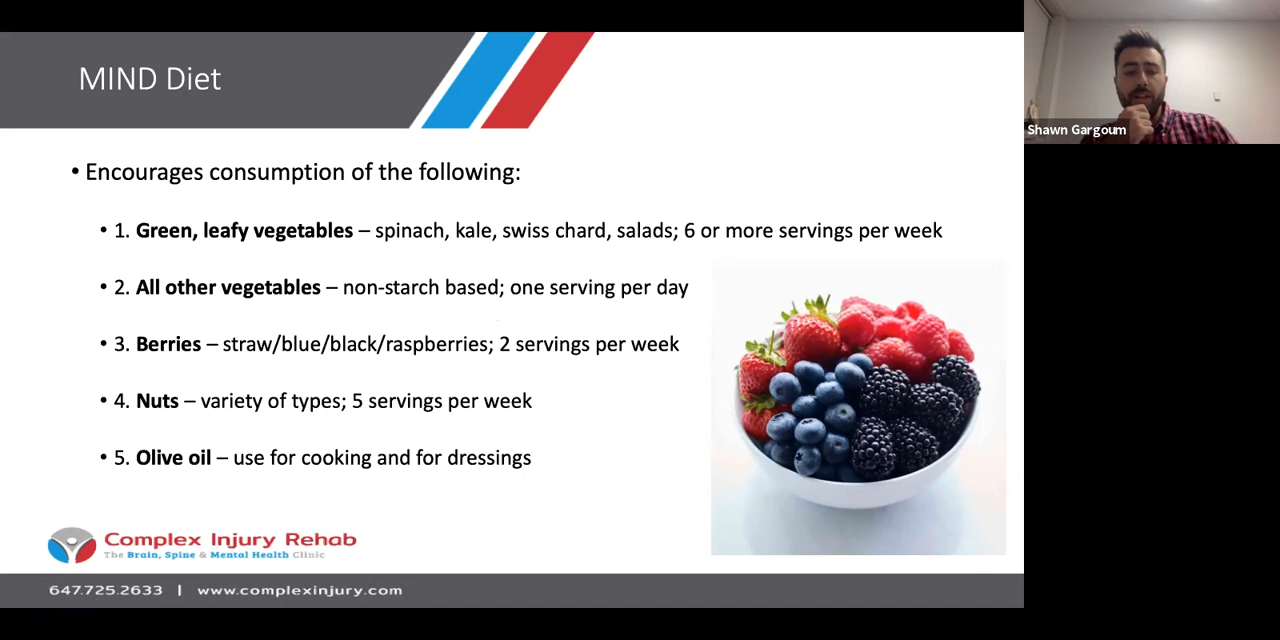 MIND Diet
• Encourages consumption of the following:
• 1. Green, leafy vegetables – spinach, kale, swiss chard, salads; 6 or more servings per week
• 2. All other vegetables – non-starch based; one serving per day
• 3. Berries – straw/blue/black/raspberries; 2 servings per week
• 4. Nuts – variety of types; 5 servings per week
• 5. Olive oil – use for cooking and for dressings
Complex Injury Rehab
The Brain, Spine & Mental Health Clinic
647.725.2633 | www.complexinjury.com
Shawn Gargoum